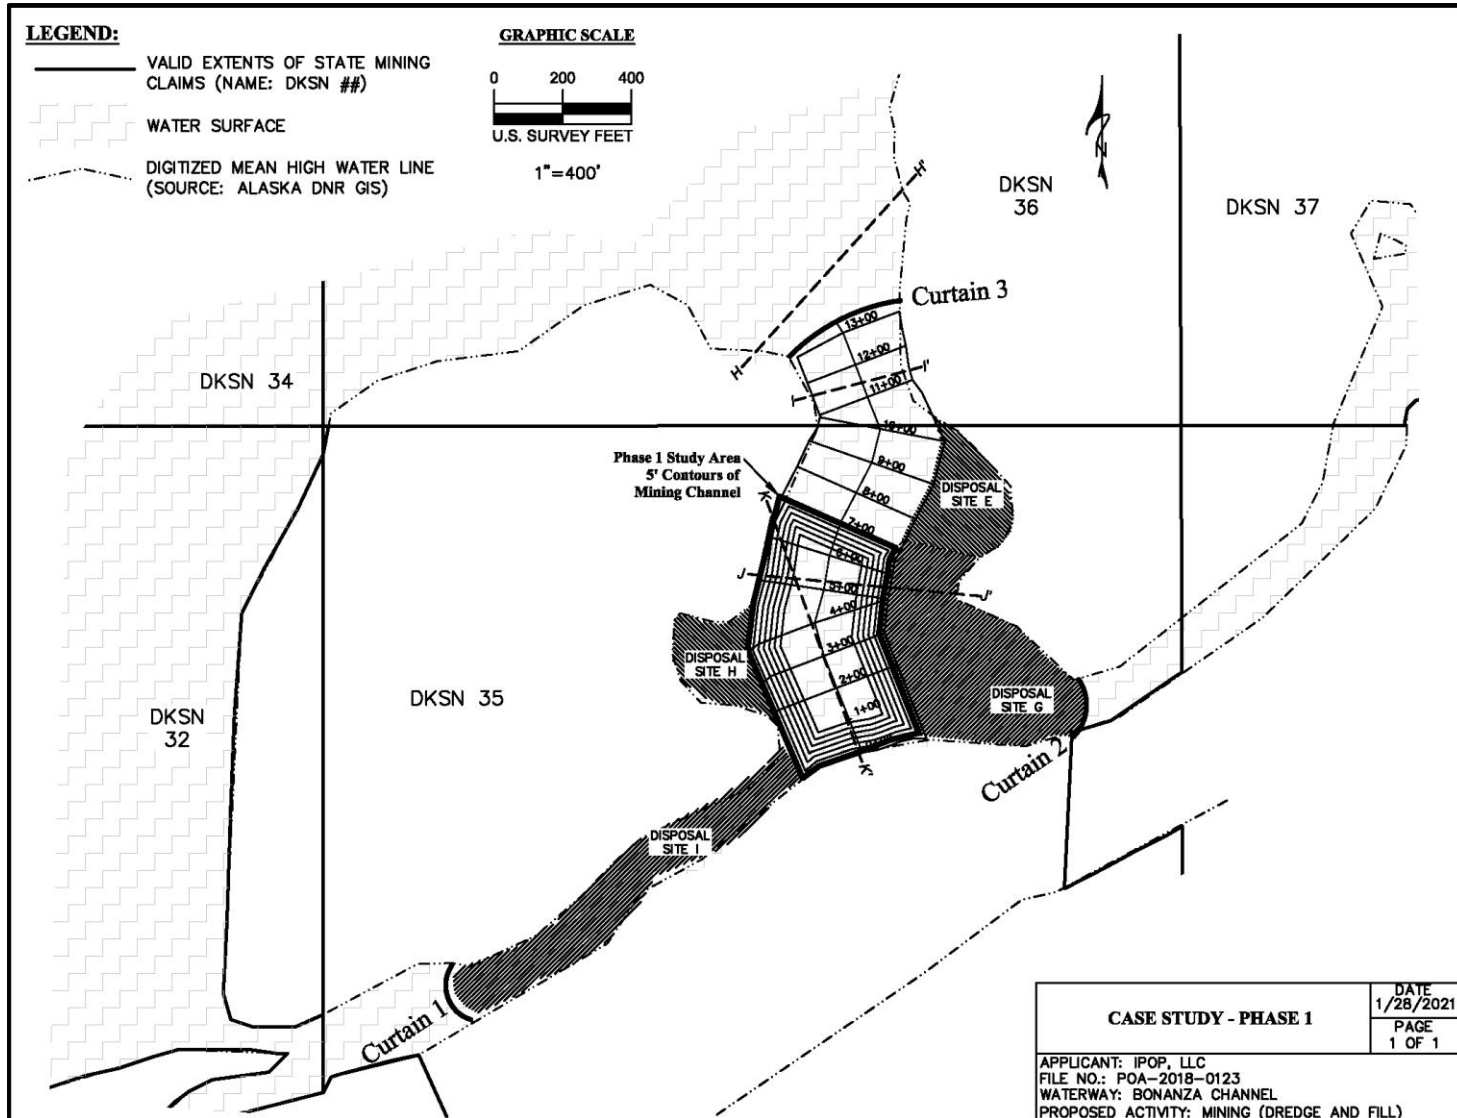 LEGEND:
VALID EXTENTS OF STATE MINING
CLAIMS (NAME: DKSN ##)
WATER SURFACE
DIGITIZED MEAN HIGH WATER LINE
(SOURCE: ALASKA DNR GIS)
GRAPHIC SCALE
0 200 400
U.S. SURVEY FEET
1"=400'
N
DKSN
36
DKSN 37
H'
Curtain 3
13+00
12+00
I'
11+00
H
I
DKSN 34
10+00
Phase 1 Study Area
5' Contours of
Mining Channel
9+00
8+00
DISPOSAL
SITE E
K
7+00
6+00
J
5+00
J'
4+00
3+00
DISPOSAL
SITE H
2+00
1+00
DISPOSAL
SITE G
DKSN 35
DKSN
32
K'
Curtain 2
DISPOSAL
SITE I
Curtain 1
CASE STUDY - PHASE 1
DATE
1/28/2021
PAGE
1 OF 1
APPLICANT: IPOP, LLC
FILE NO.: POA-2018-0123
WATERWAY: BONANZA CHANNEL
PROPOSED ACTIVITY: MINING (DREDGE AND FILL)